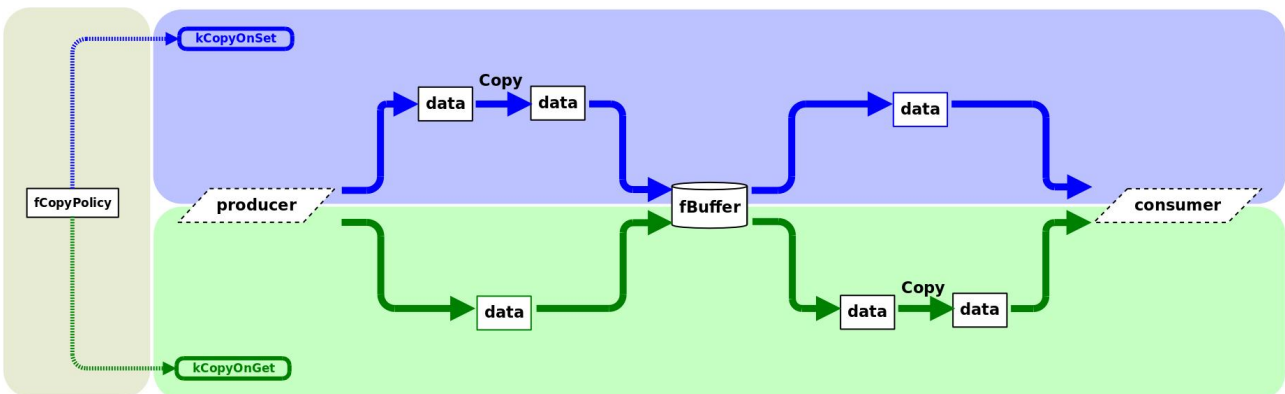 kCopyOnSet
Copy
data
data
data
fCopyPolicy
producer
fBuffer
consumer
Copy
data
data
data
kCopyOnGet